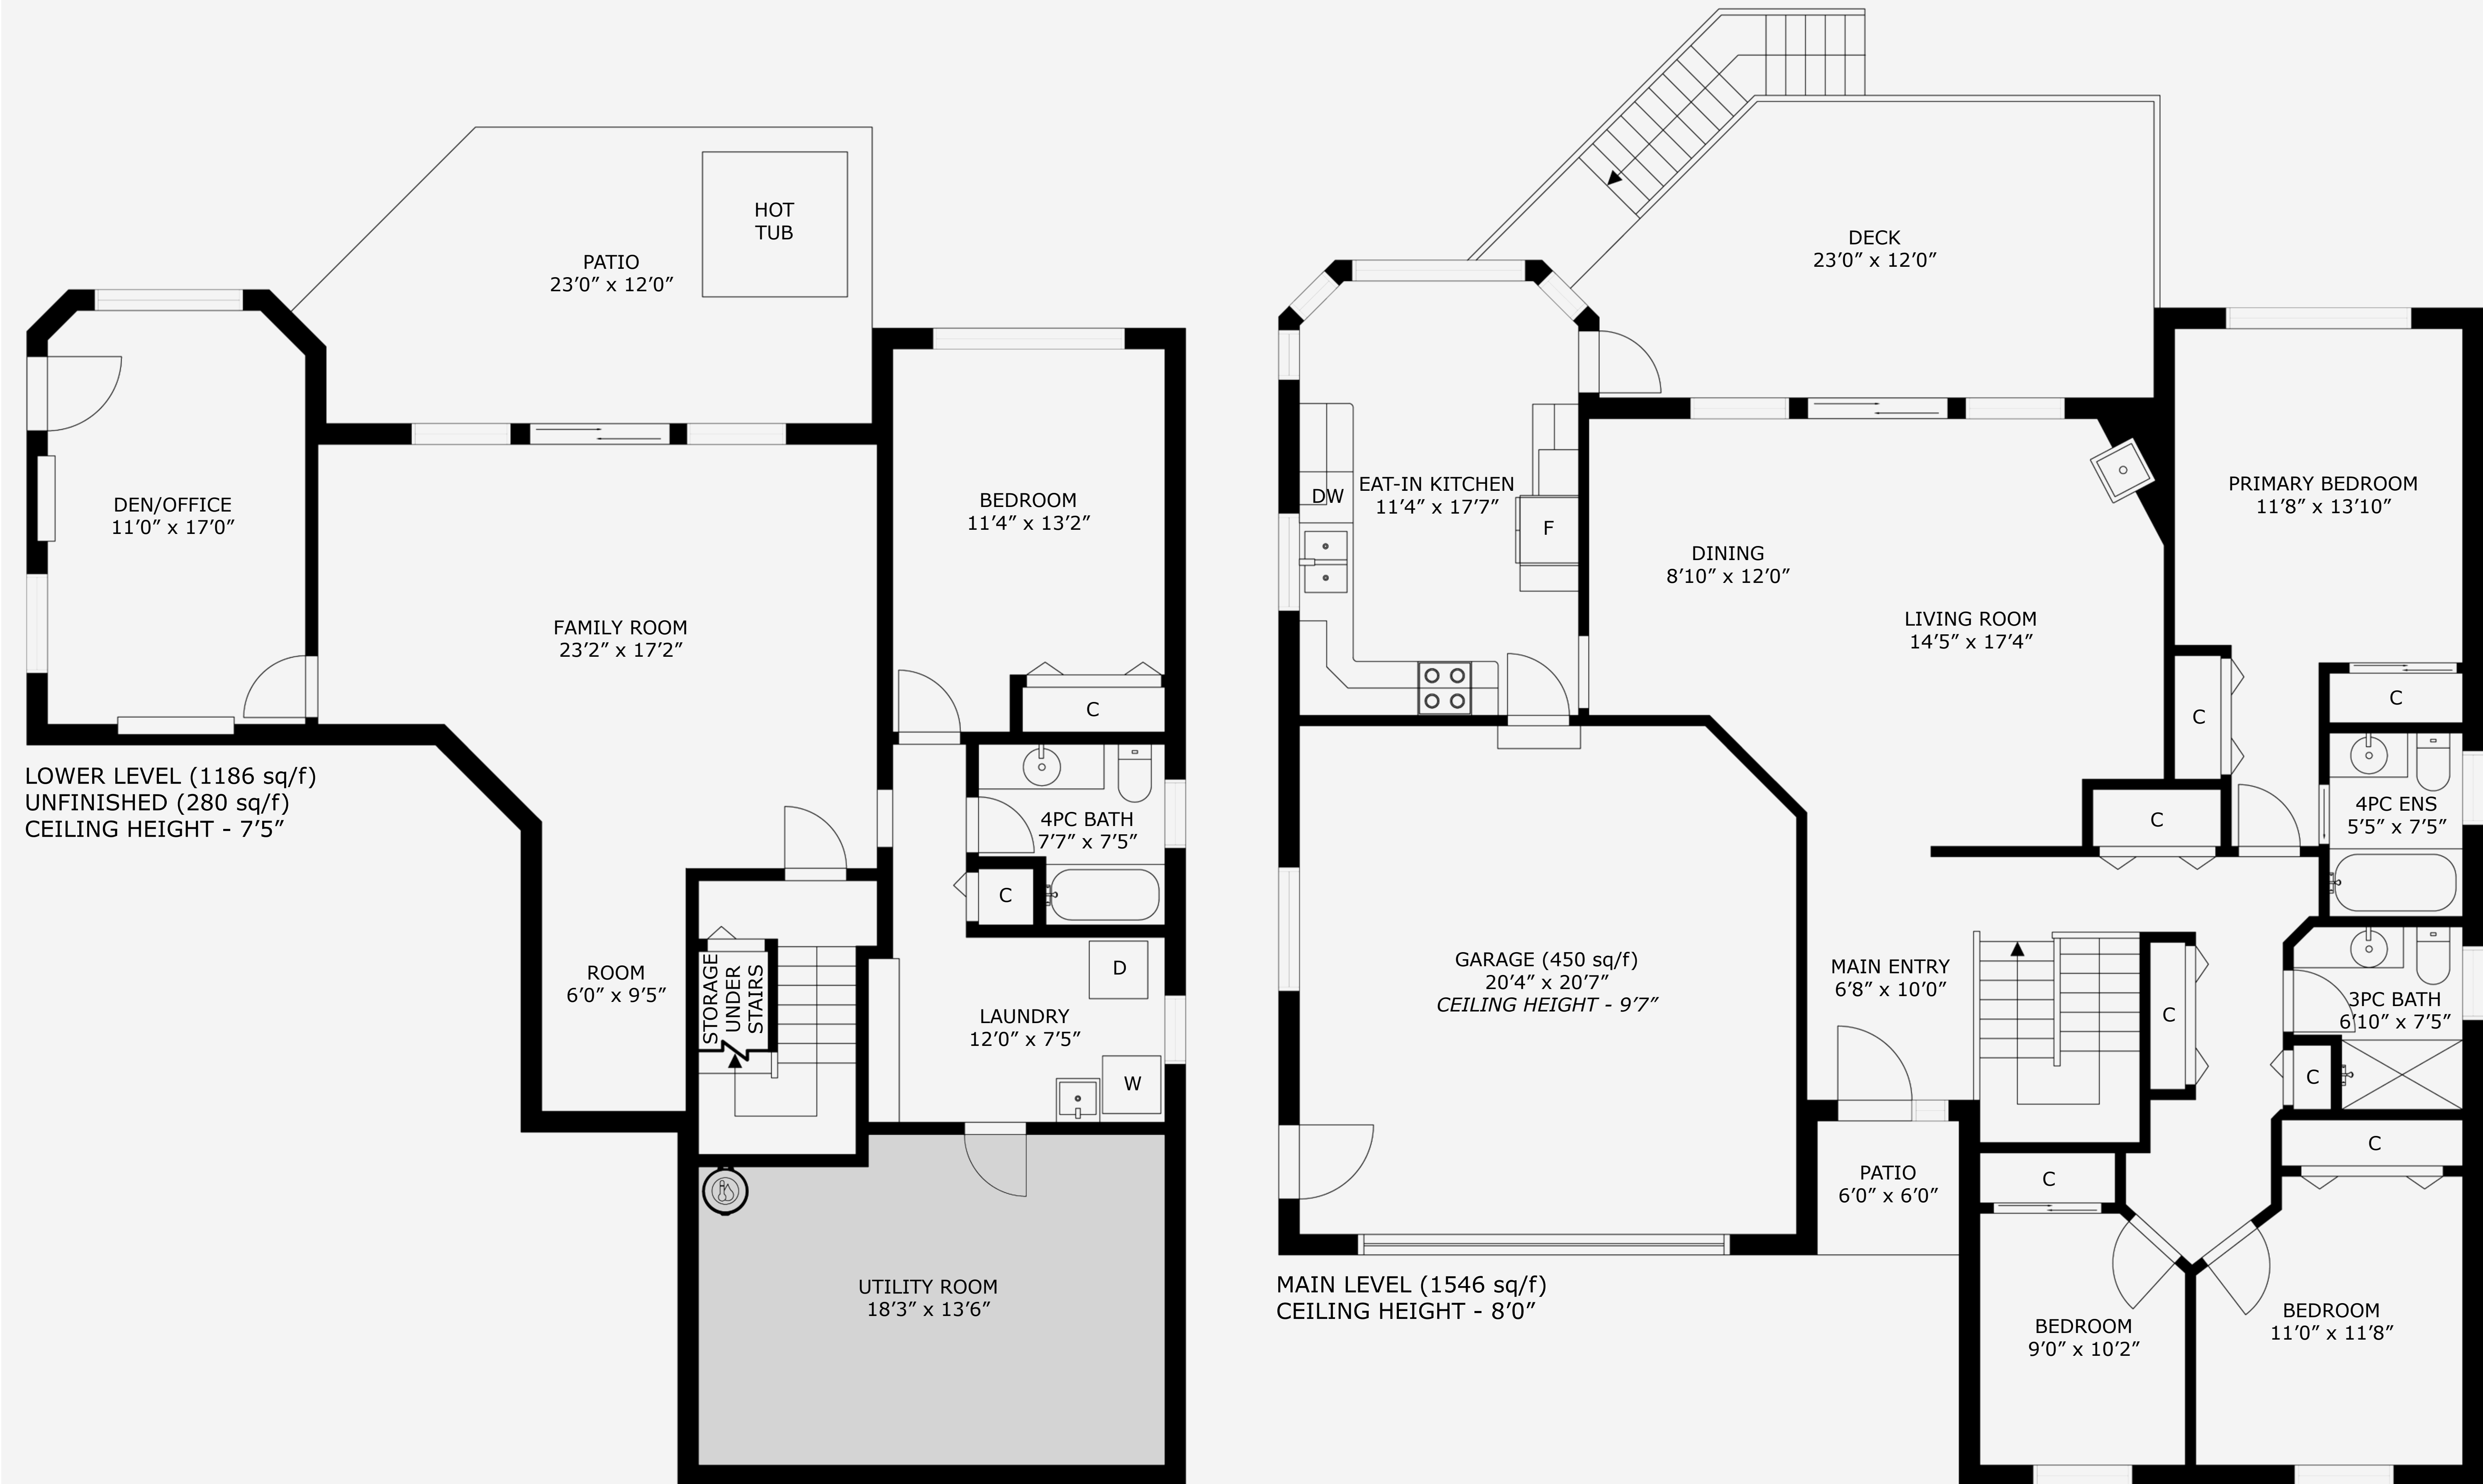 HOT
TUB
PATIO
23’0” x 12’0”
DEN/OFFICE
11’0” x 17’0”
BEDROOM
11’4” x 13’2”
FAMILY ROOM
23’2” x 17’2”
C
LOWER LEVEL (1186 sq/f)
UNFINISHED (280 sq/f)
CEILING HEIGHT - 7’5”
4PC BATH
7’7” x 7’5”
C
ROOM
6’0” x 9’5”
STORAGE
UNDER
STAIRS
D
LAUNDRY
12’0” x 7’5”
W
UTILITY ROOM
18’3” x 13’6”
DECK
23’0” x 12’0”
DW
EAT-IN KITCHEN
11’4” x 17’7”
F
PRIMARY BEDROOM
11’8” x 13’10”
DINING
8’10” x 12’0”
LIVING ROOM
14’5” x 17’4”
C
C
C
4PC ENS
5’5” x 7’5”
GARAGE (450 sq/f)
20’4” x 20’7”
CEILING HEIGHT - 9’7”
MAIN ENTRY
6’8” x 10’0”
C
3PC BATH
6’10” x 7’5”
C
C
PATIO
6’0” x 6’0”
C
MAIN LEVEL (1546 sq/f)
CEILING HEIGHT - 8’0”
BEDROOM
9’0” x 10’2”
BEDROOM
11’0” x 11’8”